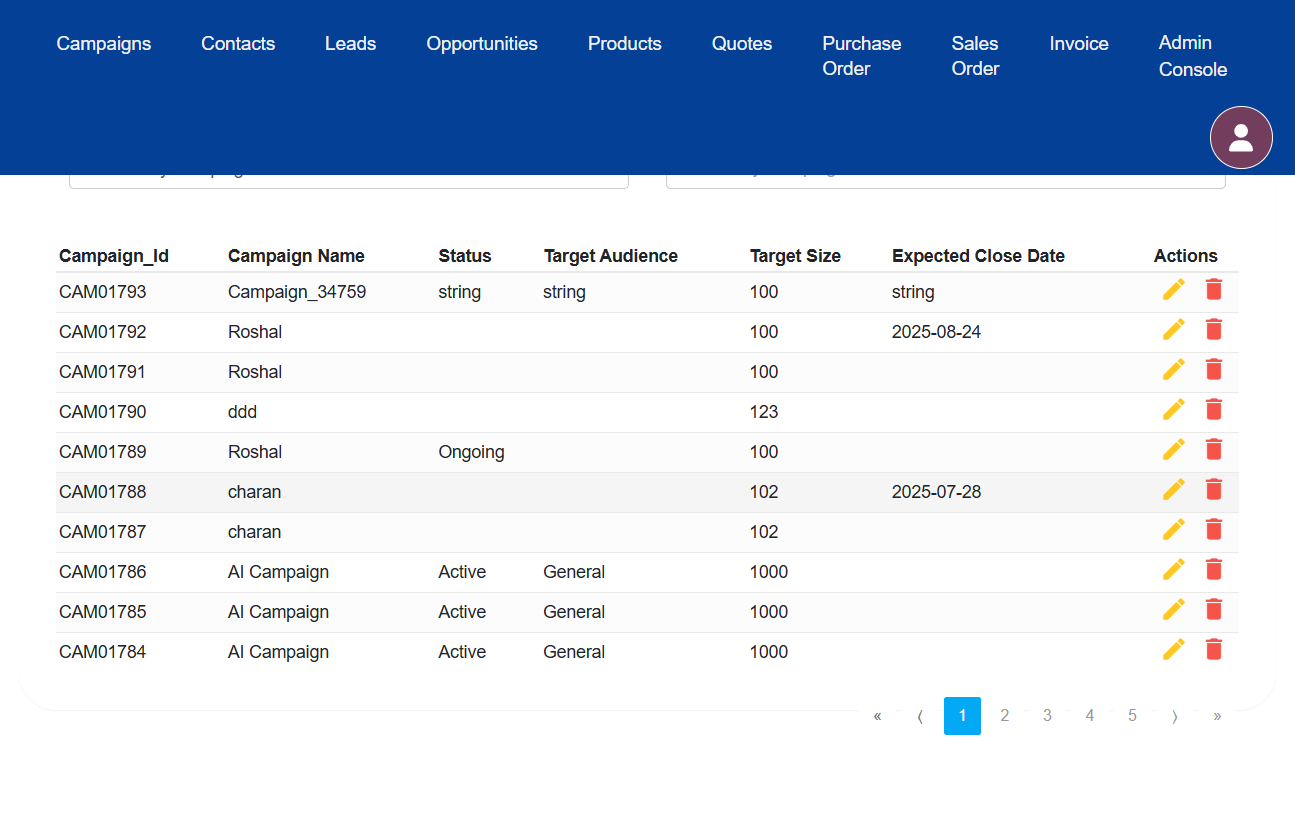 Campaigns Contacts Leads Opportunities Products Quotes Purchase Order Sales Order Invoice Admin Console
Campaign_Id Campaign Name Status Target Audience Target Size Expected Close Date Actions
CAM01793 Campaign_34759 string string 100 string
CAM01792 Roshal 100 2025-08-24
CAM01791 Roshal 100
CAM01790 ddd 123
CAM01789 Roshal Ongoing 100
CAM01788 charan 102 2025-07-28
CAM01787 charan 102
CAM01786 AI Campaign Active General 1000
CAM01785 AI Campaign Active General 1000
CAM01784 AI Campaign Active General 1000
« ⟨ 1 2 3 4 5 ⟩ »